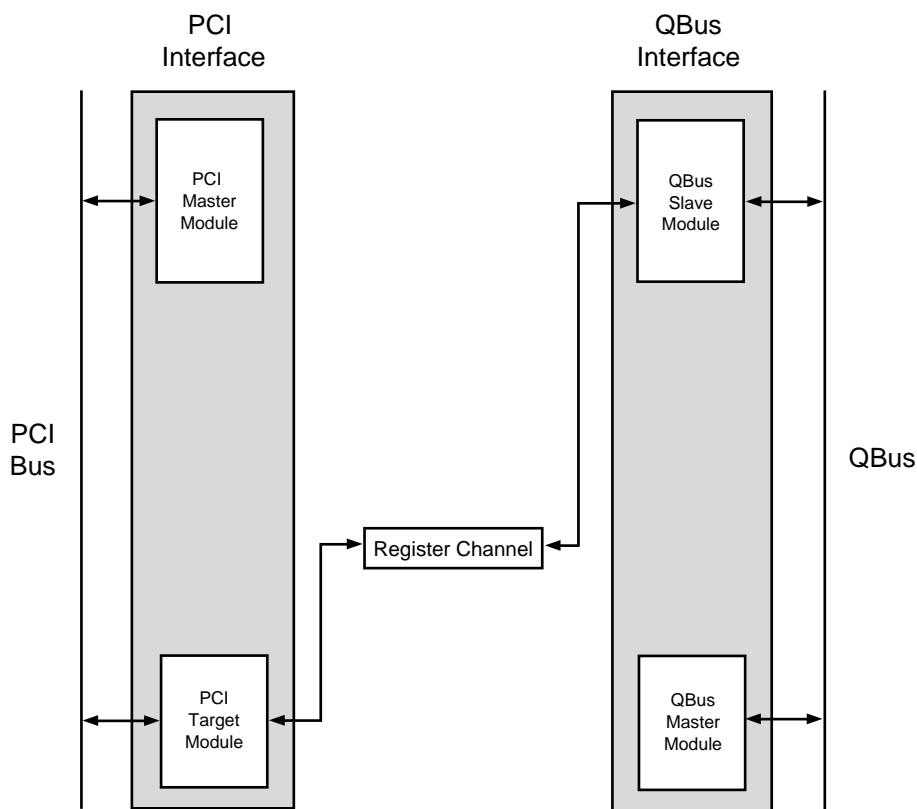 PCI
Interface
QBus
Interface
PCI
Master
Module
QBus
Slave
Module
PCI
Bus
QBus
Register Channel
PCI
Target
Module
QBus
Master
Module